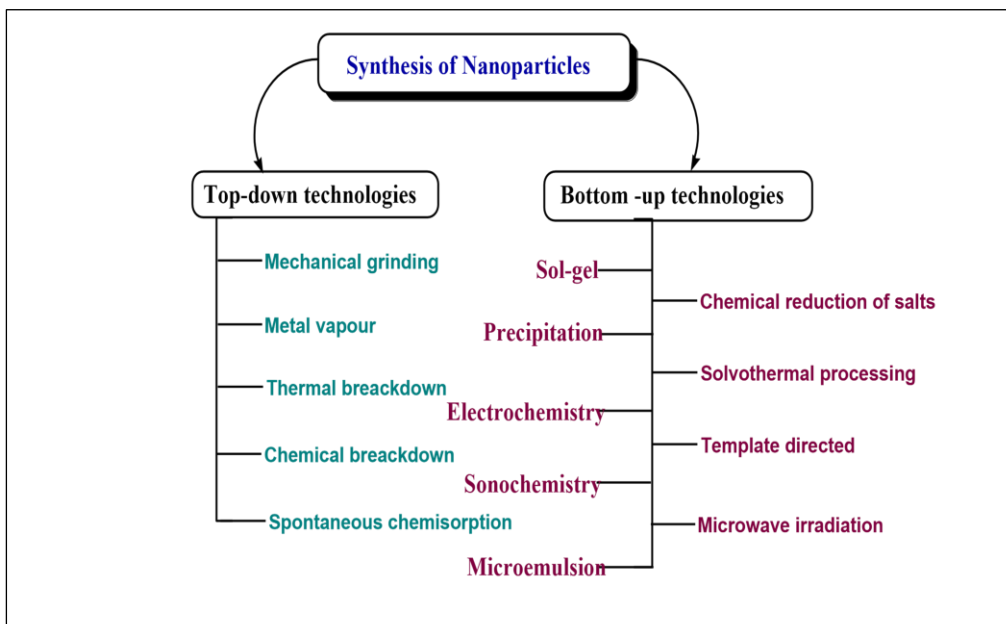 Synthesis of Nanoparticles
Top-down technologies
Mechanical grinding
Metal vapour
Thermal breackdown
Chemical breackdown
Spontaneous chemisorption
Bottom -up technologies
Sol-gel
Chemical reduction of salts
Precipitation
Solvothermal processing
Electrochemistry
Template directed
Sonochemistry
Microwave irradiation
Microemulsion